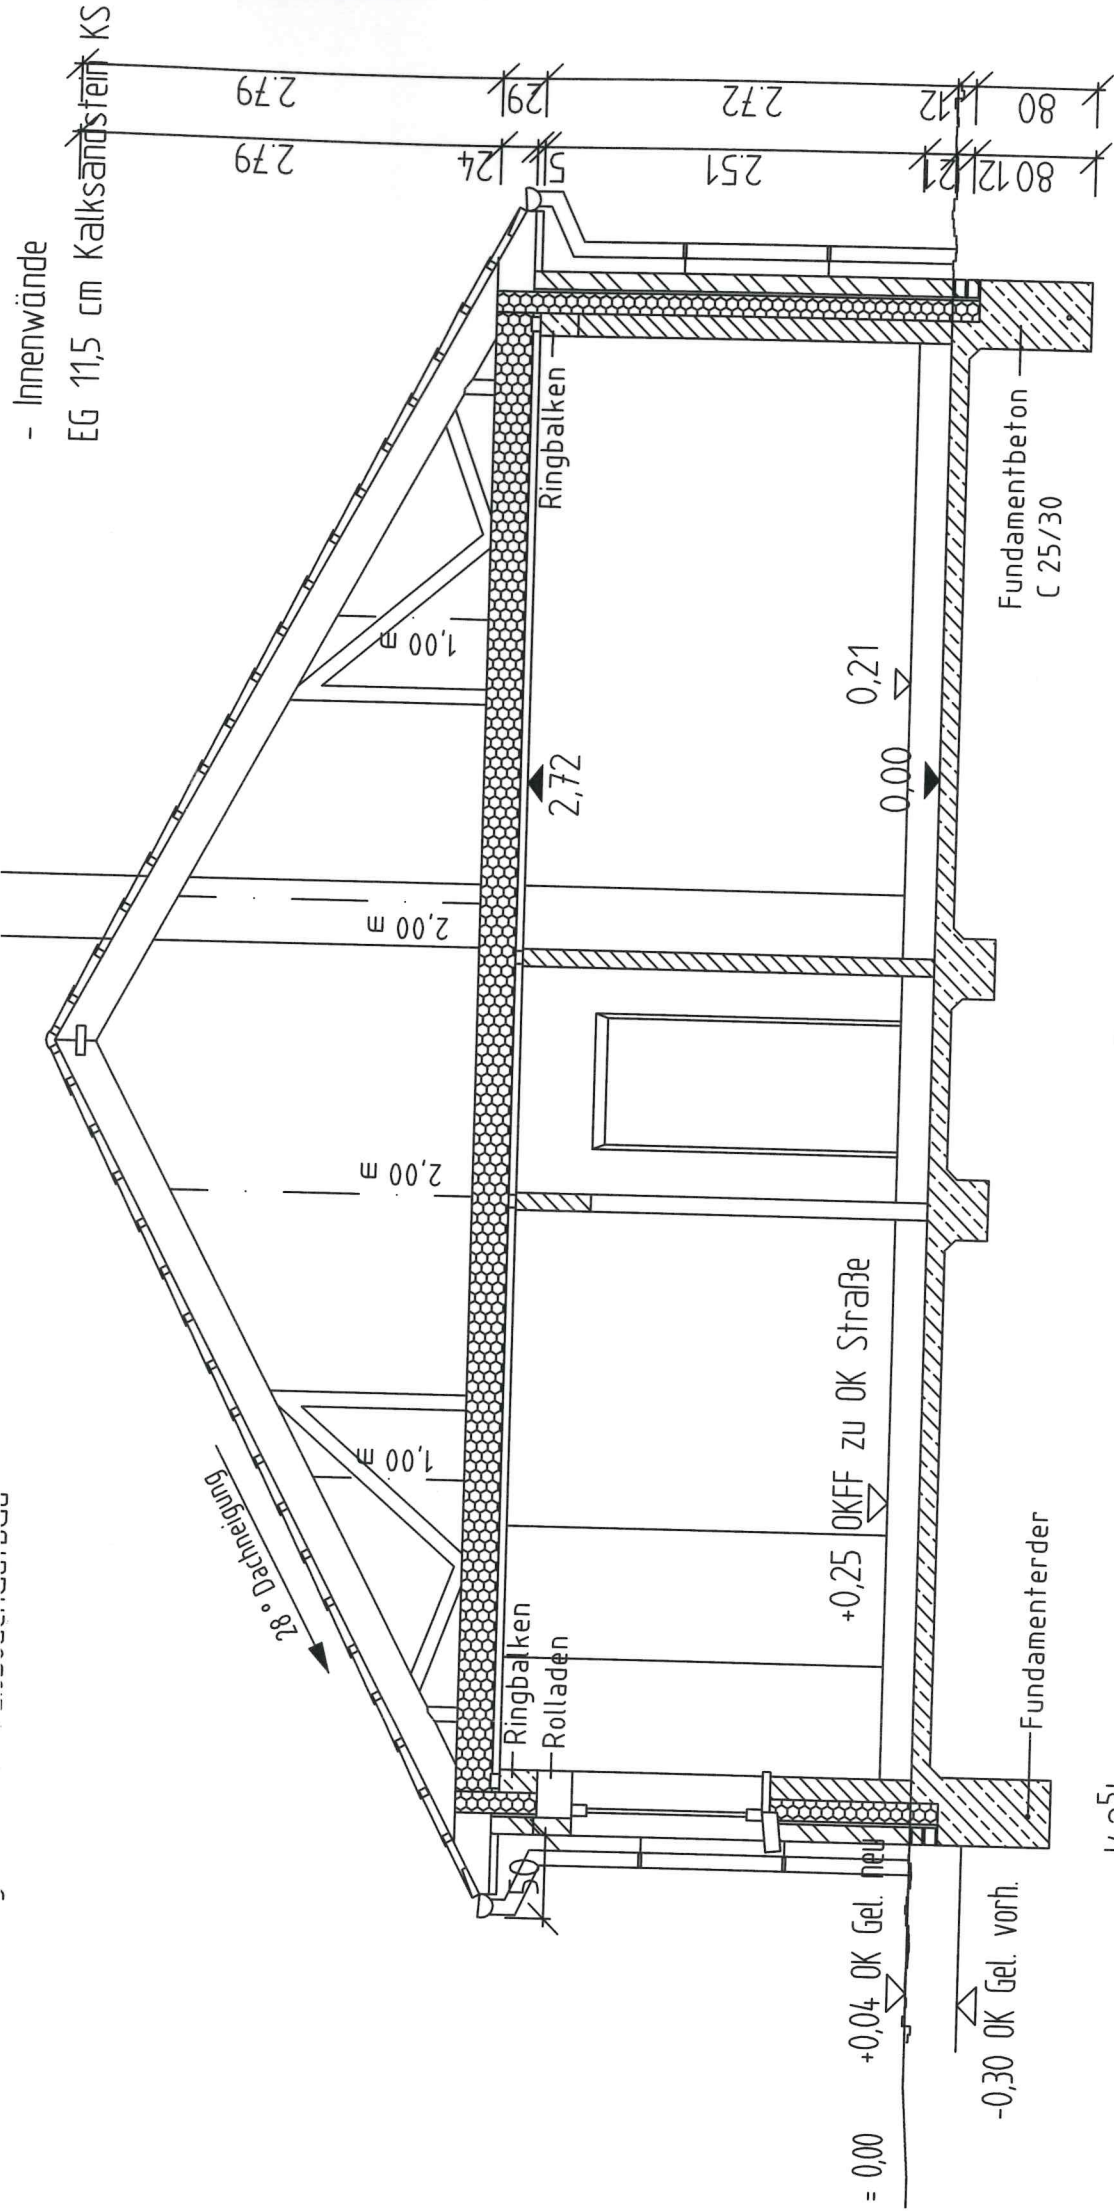 - Innenwände
EG 11,5 cm Kalksandstein KS
2.79
29
2.72
12
80
2.79
24
5
2.51
21
12
80
28° Dachneigung
1,00 m
2,00 m
2,00 m
1,00 m
Ringbalken
Rolladen
Ringbalken
2,72
50
+0,25 OKFF zu OK Straße
0,21
0,00
= 0,00
+0,04 OK Gel. neu
-0,30 OK Gel. vorh.
Fundamenterder
Fundamentbeton
C 25/30